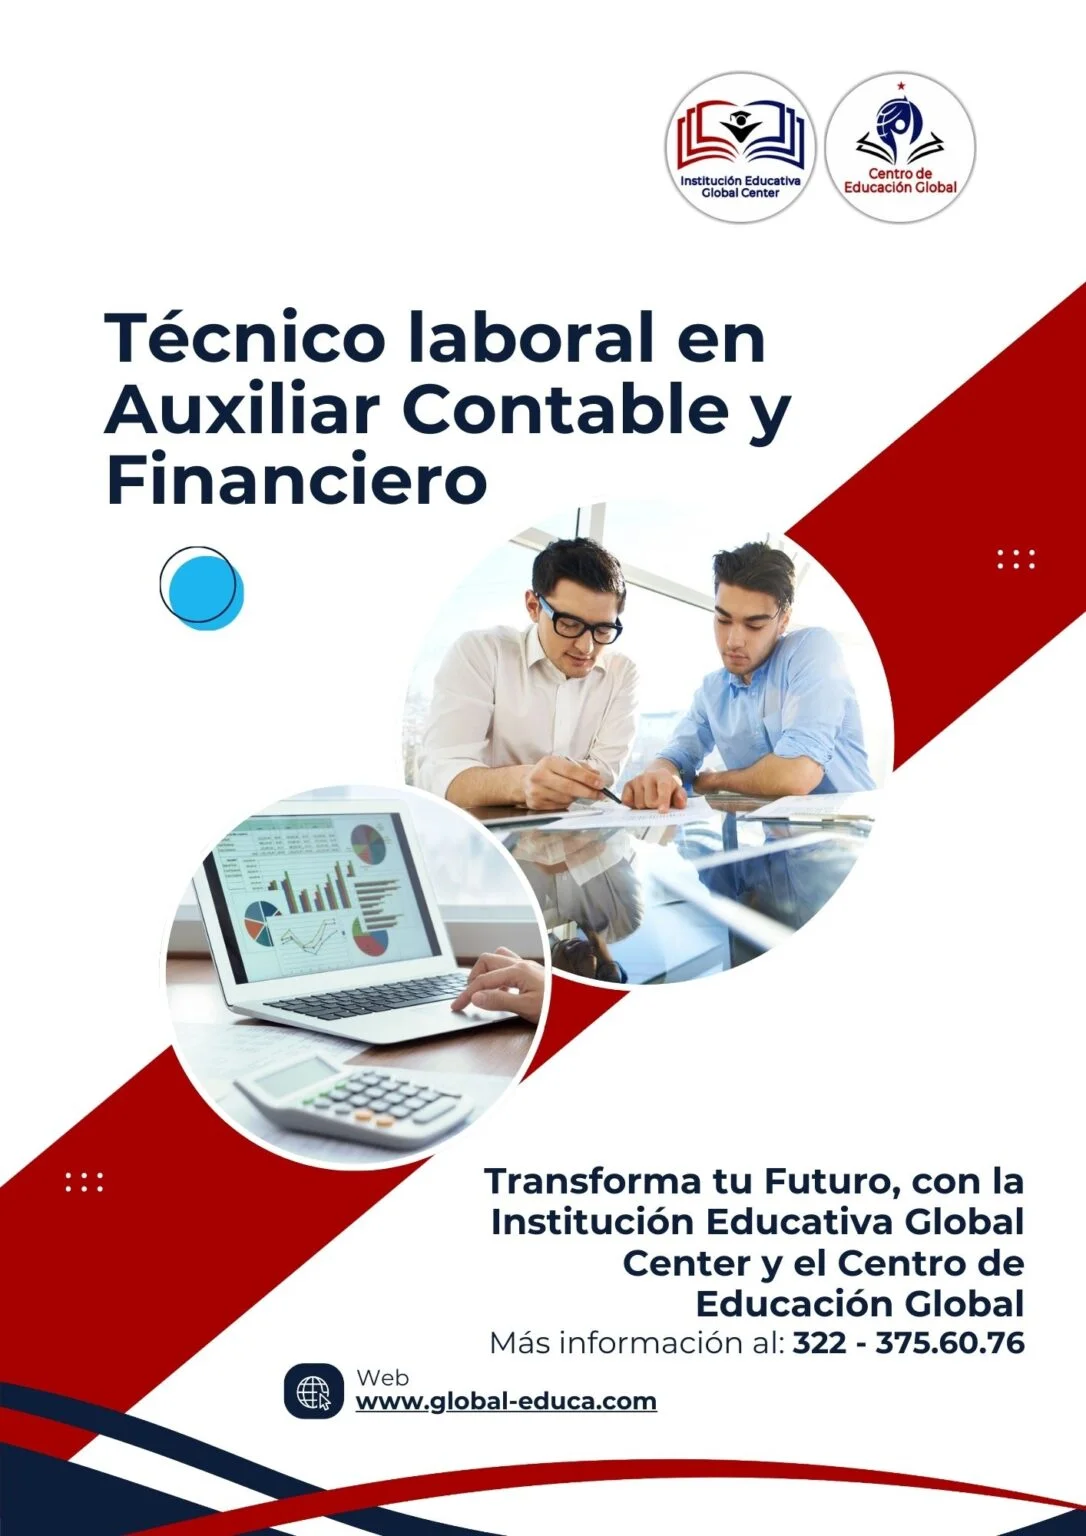 Institución Educativa
Global Center
Centro de
Educación Global
Técnico laboral en
Auxiliar Contable y
Financiero
Transforma tu Futuro, con la
Institución Educativa Global
Center y el Centro de
Educación Global
Más información al: 322 - 375.60.76
Web
www.global-educa.com